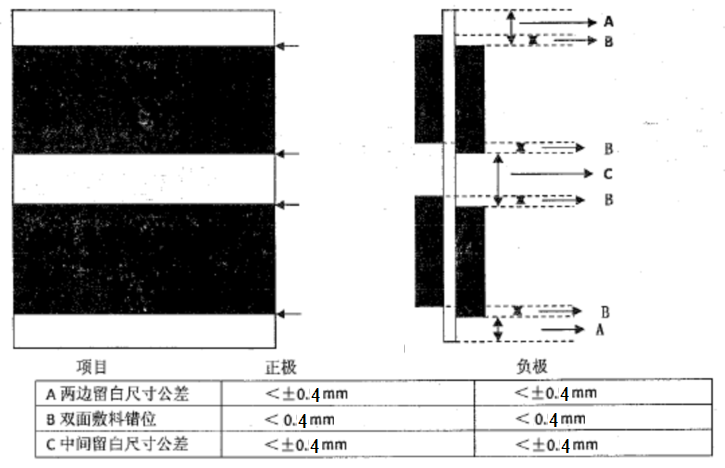 A
B
B
C
B
B
A
项目 正极 负极
A 两边留白尺寸公差 <±0.4mm <±0.4mm
B 双面敷料错位 < 0.4mm < 0.4mm
C 中间留白尺寸公差 <±0.4mm <±0.4mm